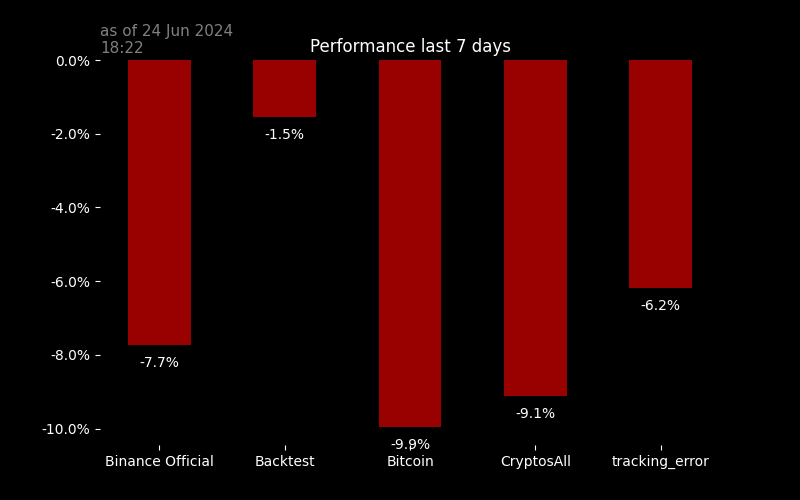 as of 24 Jun 2024
18:22
Performance last 7 days
0.0%
-2.0%
-4.0%
-6.0%
-8.0%
-10.0%
-7.7%
-1.5%
-9.9%
-9.1%
-6.2%
Binance Official
Backtest
Bitcoin
CryptosAll
tracking_error